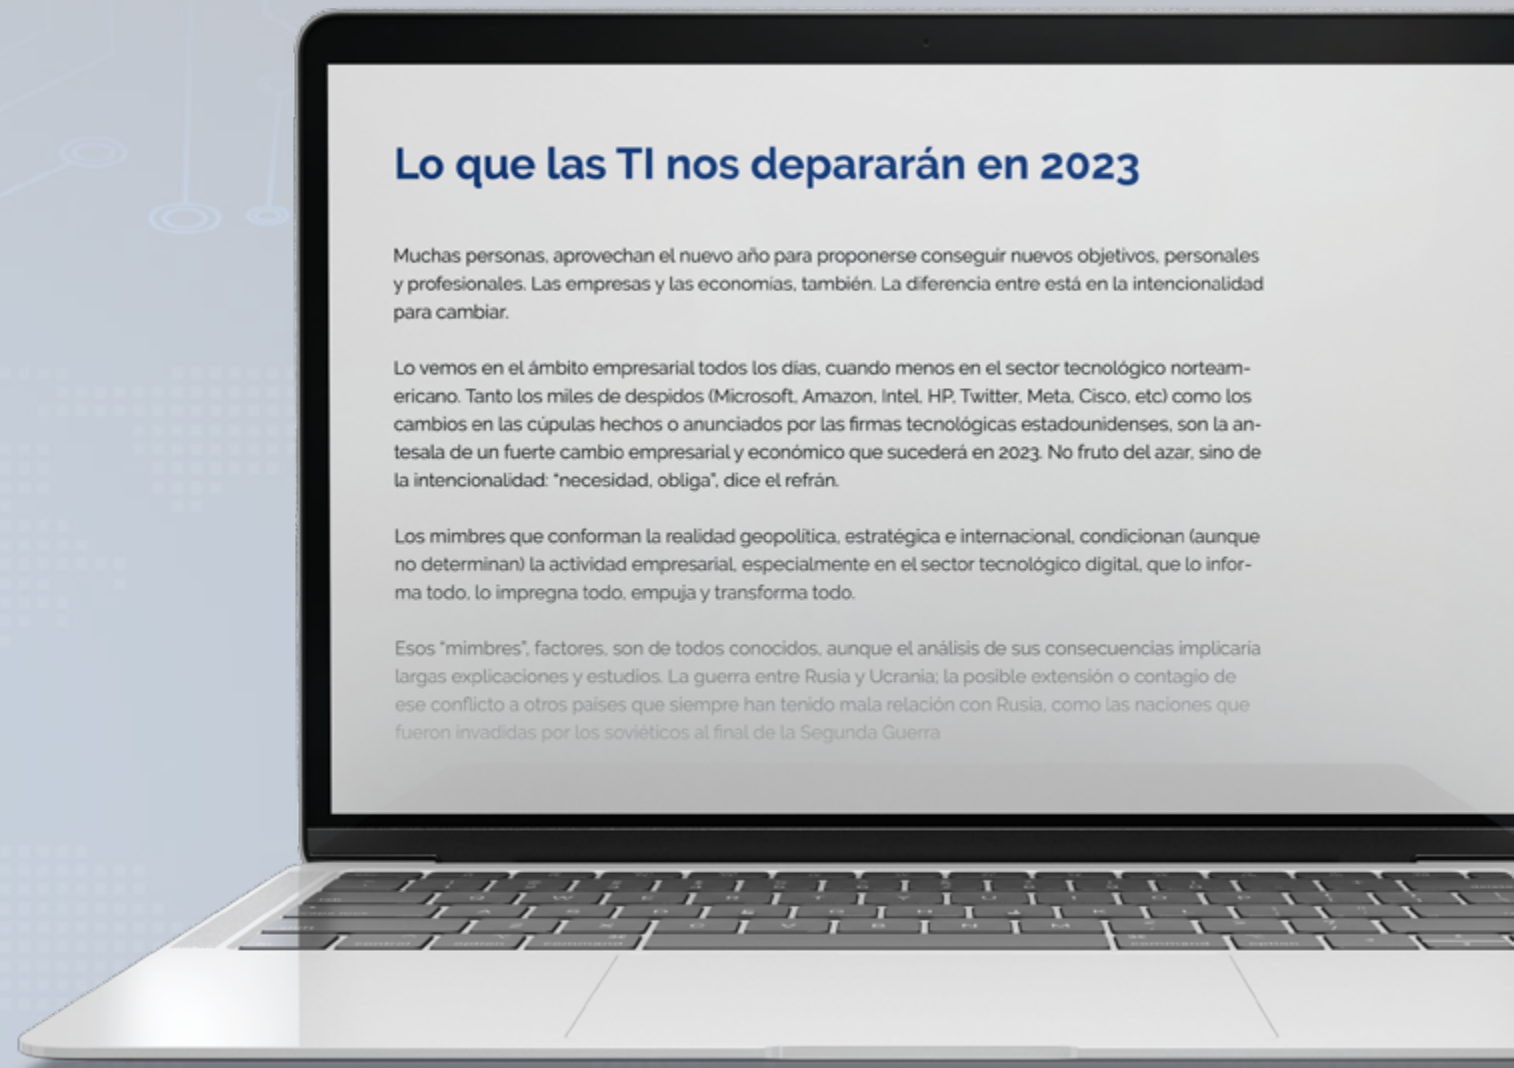 Lo que las TI nos depararán en 2023
Muchas personas, aprovechan el nuevo año para proponerse conseguir nuevos objetivos, personales
y profesionales. Las empresas y las economías, también. La diferencia entre está en la intencionalidad
para cambiar.
Lo vemos en el ámbito empresarial todos los días, cuando menos en el sector tecnológico norteam-
ericano. Tanto los miles de despidos (Microsoft, Amazon, Intel, HP, Twitter, Meta, Cisco, etc) como los
cambios en las cúpulas hechos o anunciados por las firmas tecnológicas estadounidenses, son la an-
tesala de un fuerte cambio empresarial y económico que sucederá en 2023. No fruto del azar, sino de
la intencionalidad: “necesidad, obliga”, dice el refrán.
Los mimbres que conforman la realidad geopolítica, estratégica e internacional, condicionan (aunque
no determinan) la actividad empresarial, especialmente en el sector tecnológico digital, que lo infor-
ma todo, lo impregna todo, empuja y transforma todo.
Esos “mimbres”, factores, son de todos conocidos, aunque el análisis de sus consecuencias implicaría
largas explicaciones y estudios. La guerra entre Rusia y Ucrania; la posible extensión o contagio de
ese conflicto a otros países que siempre han tenido mala relación con Rusia, como las naciones que
fueron invadidas por los soviéticos al final de la Segunda Guerra
control option command command option